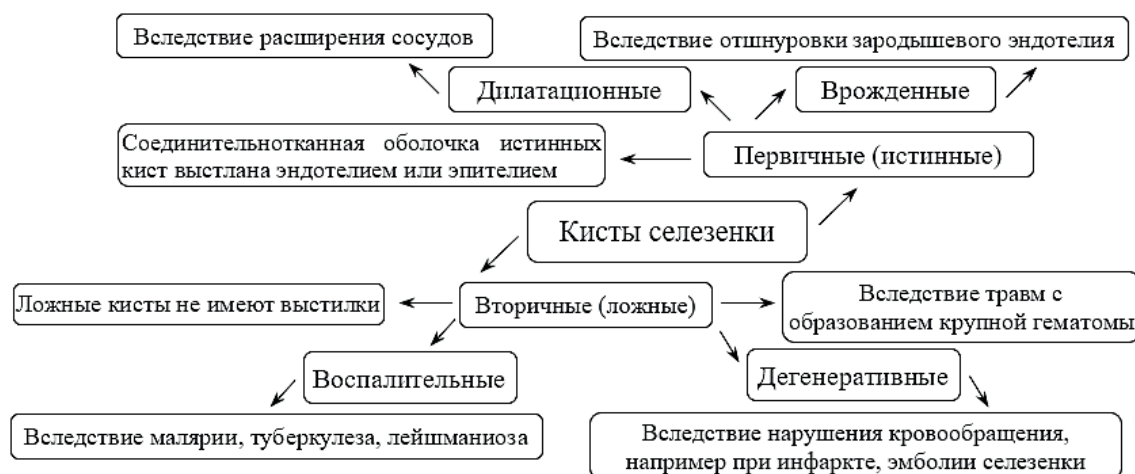 Вследствие расширения сосудов
Вследствие отшнуровки зародышевого эндотелия
Дилатационные
Врожденные
Соединительнотканная оболочка истинных
кист выстлана эндотелием или эпителием
Первичные (истинные)
Кисты селезенки
Ложные кисты не имеют выстилки
Вторичные (ложные)
Вследствие травм с
образованием крупной гематомы
Воспалительные
Дегенеративные
Вследствие малярии, туберкулеза, лейшманиоза
Вследствие нарушения кровообращения,
например при инфаркте, эмболии селезенки